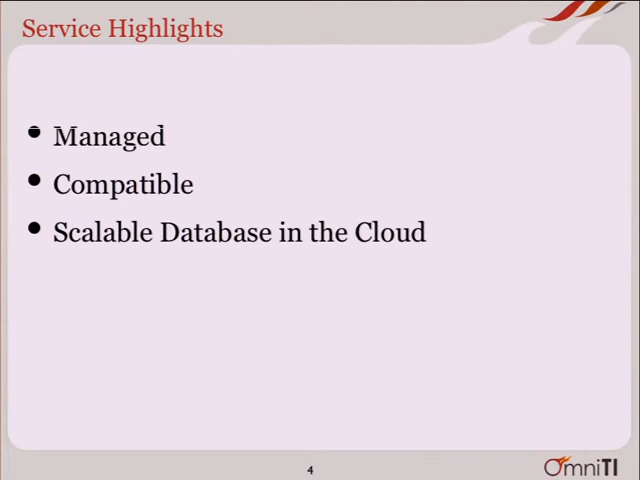 Service Highlights
• Managed
• Compatible
• Scalable Database in the Cloud
4
OmniTI